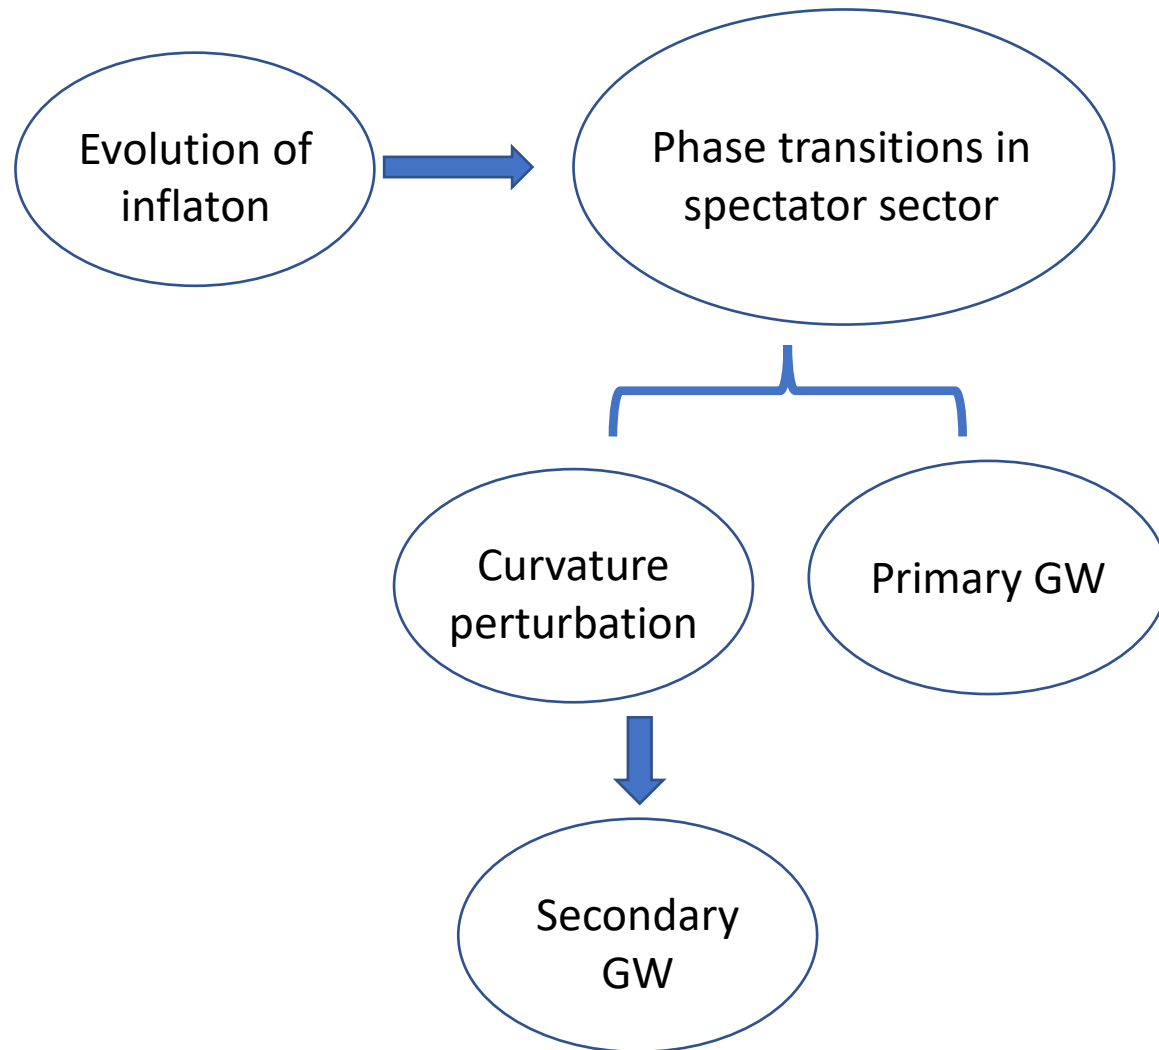 Evolution of
inflaton
Phase transitions in
spectator sector
Curvature
perturbation
Primary GW
Secondary
GW